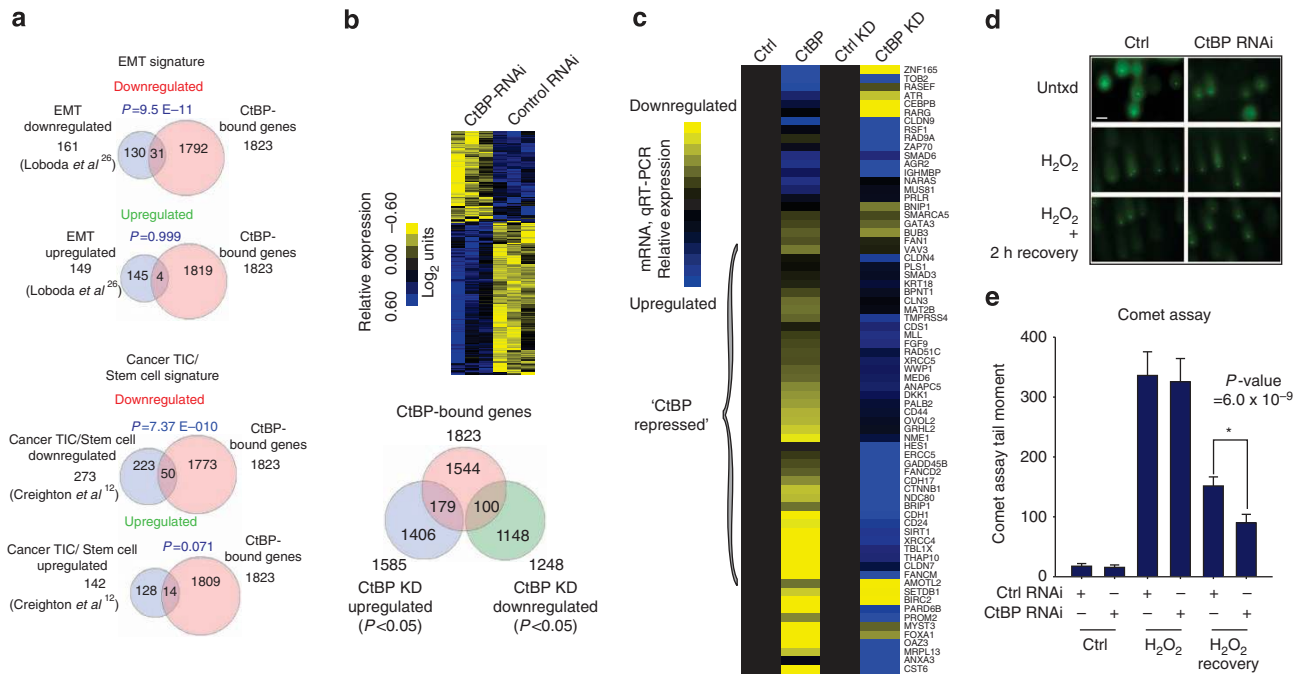 a
EMT signature
Downregulated
P=9.5 E–11
EMT
downregulated
161
(Loboda et al 26)
130
31
1792
CtBP-
bound genes
1823
Upregulated
P=0.999
EMT
upregulated
149
(Loboda et al 26)
145
4
1819
CtBP-
bound genes
1823
Cancer TIC/
Stem cell signature
Downregulated
P=7.37 E–010
Cancer TIC/Stem cell
downregulated
273
(Creighton et al 12)
223
50
1773
CtBP-
bound genes
1823
Upregulated
P=0.071
Cancer TIC/ Stem cell
upregulated
142
(Creighton et al 12)
128
14
1809
CtBP-
bound genes
1823
b
CtBP-RNAi
Control RNAi
Relative expression
0.60 0.00 –0.60
Log2 units
CtBP-bound genes
1823
1544
179
100
1406
1148
1585
1248
CtBP KD
upregulated
(P<0.05)
CtBP KD
downregulated
(P<0.05)
c
Ctrl
CtBP
Ctrl KD
CtBP KD
Downregulated
mRNA, qRT-PCR
Relative expression
Upregulated
'CtBP
repressed'
ZNF165
TOB2
RASEF
ATR
CEBPB
RARG
CLDN9
RSF1
RAD9A
ZAP70
SMAD6
AGR2
IGHMBP
NARAS
MUS81
PRLR
BNIP1
SMARCA5
GATA3
BUB3
FAN1
VAV3
CLDN4
PLS1
SMAD3
KRT18
BPNT1
CLN3
MAT2B
TMPRSS4
CDS1
MLL
FGF9
RAD51C
XRCC5
WWP1
MED6
ANAPC5
DKK1
PALB2
CD44
OVOL2
GRHL2
NME1
HES1
ERCC5
GADD45B
FANCD2
CDH17
CTNNB1
NDC80
BRIP1
CDH1
CD24
SIRT1
XRCC4
TBL1X
THAP10
CLDN7
FANCM
AMOTL2
SETDB1
BIRC2
PARD6B
PROM2
MYST3
FOXA1
OAZ3
MRPL13
ANXA3
CST6
d
Ctrl
CtBP RNAi
Untxd
H2O2
H2O2
+
2 h recovery
e
Comet assay
Comet assay tail moment
400
300
200
100
0
P-value
=6.0 x 10–9
*
Ctrl RNAi + – + – + –
CtBP RNAi – + – + – +
Ctrl
H2O2
H2O2
recovery